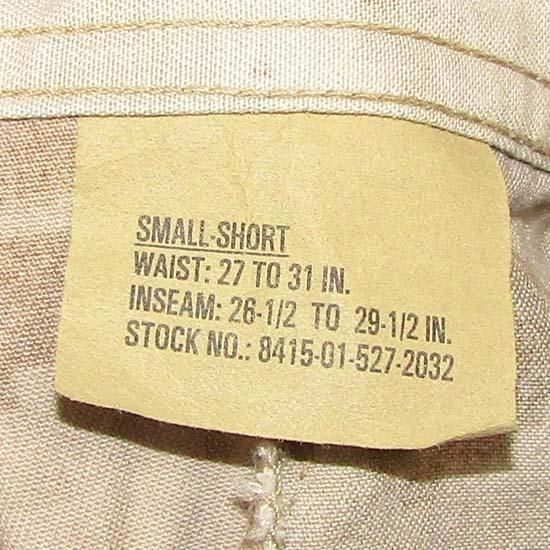 SMALL-SHORT
WAIST: 27 TO 31 IN.
INSEAM: 26-1/2 TO 29-1/2 IN.
STOCK NO.: 8415-01-527-2032